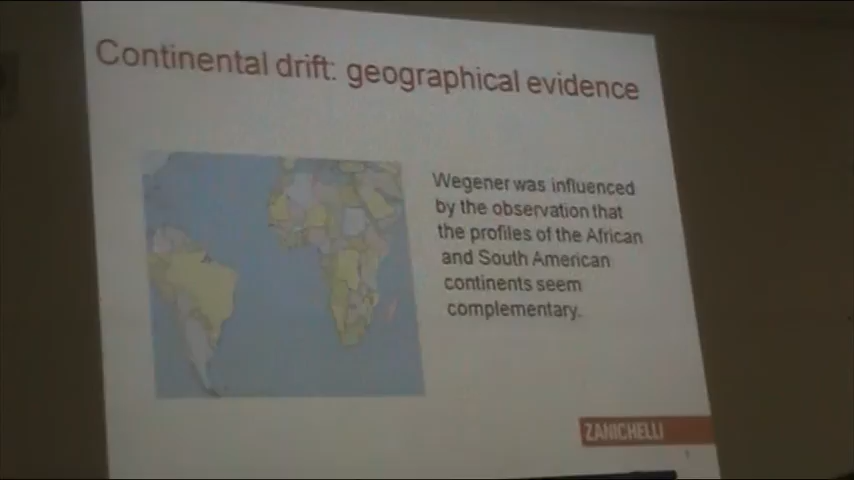 Continental drift: geographical evidence
Wegener was influenced
by the observation that
the profiles of the African
and South American
continents seem
complementary.
ZANICHELLI